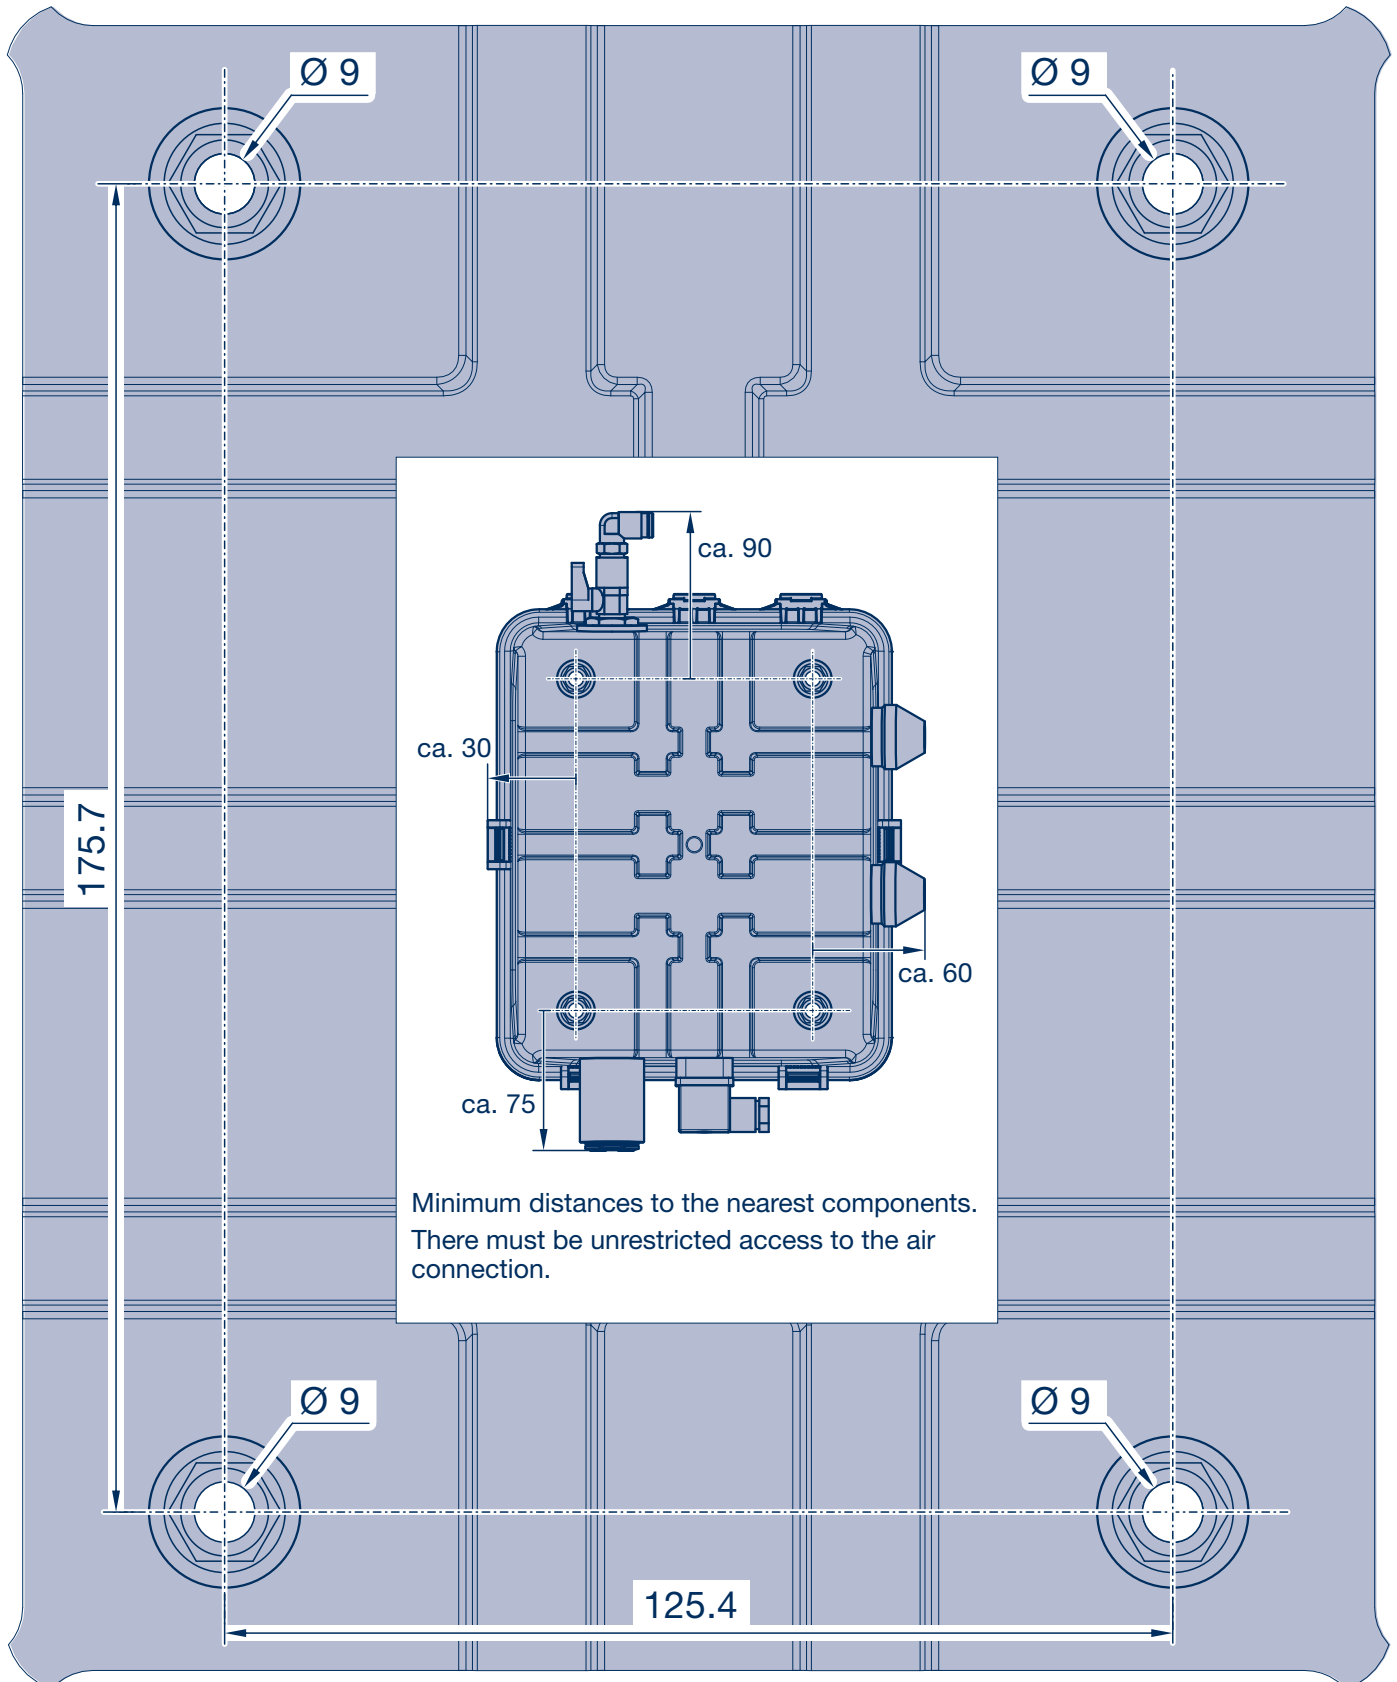 Ø 9
Ø 9
ca. 90
ca. 30
175.7
ca. 60
ca. 75
Minimum distances to the nearest components.
There must be unrestricted access to the air
connection.
Ø 9
Ø 9
125.4